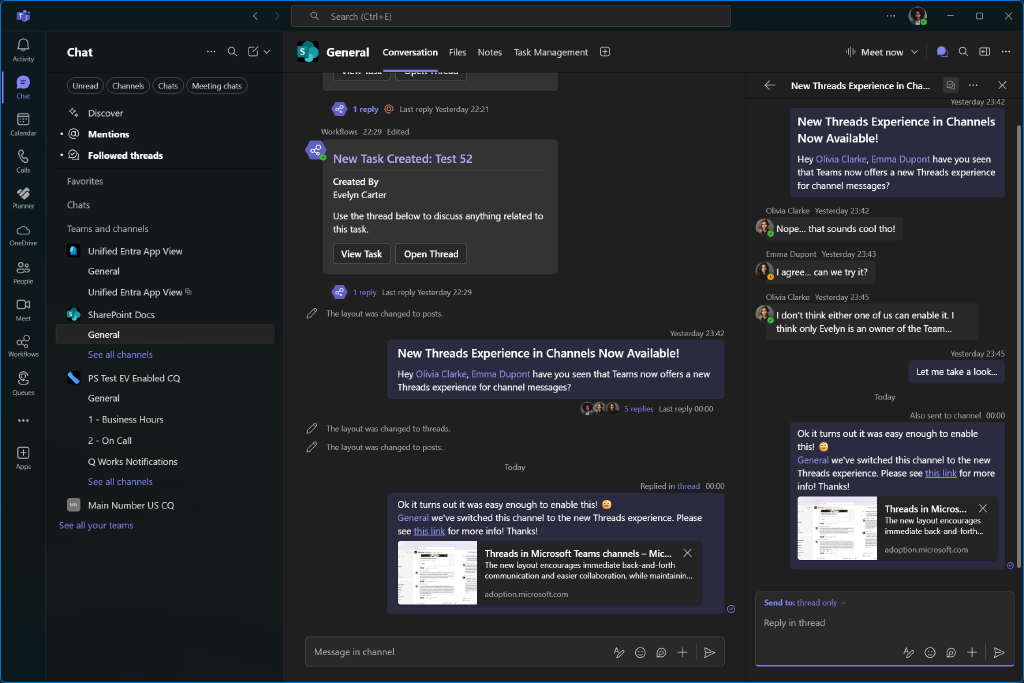 Search (Ctrl+E)
Activity
Chat
Calendar
Calls
Planner
OneDrive
People
Meet
Workflows
Queues
Apps
Chat
Unread
Channels
Chats
Meeting chats
Discover
Mentions
Followed threads
Favorites
Chats
Teams and channels
Unified Entra App View
General
Unified Entra App View
SharePoint Docs
General
See all channels
PS Test EV Enabled CQ
General
1 - Business Hours
2 - On Call
Q Works Notifications
See all channels
Main Number US CQ
See all your teams
General
Conversation
Files
Notes
Task Management
Meet now
View Task
Open Thread
1 reply
Last reply Yesterday 22:21
Workflows 22:29 Edited
New Task Created: Test 52
Created By
Evelyn Carter
Use the thread below to discuss anything related to
this task.
View Task
Open Thread
1 reply Last reply Yesterday 22:29
The layout was changed to posts.
Yesterday 23:42
New Threads Experience in Channels Now Available!
Hey Olivia Clarke, Emma Dupont have you seen that Teams now offers a new
Threads experience for channel messages?
5 replies Last reply 00:00
The layout was changed to threads.
The layout was changed to posts.
Today
Replied in thread 00:00
Ok it turns out it was easy enough to enable this!
General we've switched this channel to the new Threads experience. Please
see this link for more info! Thanks!
Threads in Microsoft Teams channels – Mic...
The new layout encourages immediate back-and-forth
communication and easier collaboration, while maintainin...
adoption.microsoft.com
Message in channel
New Threads Experience in Cha...
Yesterday 23:42
New Threads Experience in Channels
Now Available!
Hey Olivia Clarke, Emma Dupont have you seen
that Teams now offers a new Threads experience
for channel messages?
Olivia Clarke Yesterday 23:42
Nope... that sounds cool tho!
Emma Dupont Yesterday 23:43
I agree... can we try it?
Olivia Clarke Yesterday 23:45
I don't think either one of us can enable it. I
think only Evelyn is an owner of the Team...
Yesterday 23:45
Let me take a look...
Today
Also sent to channel 00:00
Ok it turns out it was easy enough to enable
this!
General we've switched this channel to the new
Threads experience. Please see this link for more
info! Thanks!
Threads in Micros...
The new layout encourages
immediate back-and-forth...
adoption.microsoft.com
Send to: thread only
Reply in thread